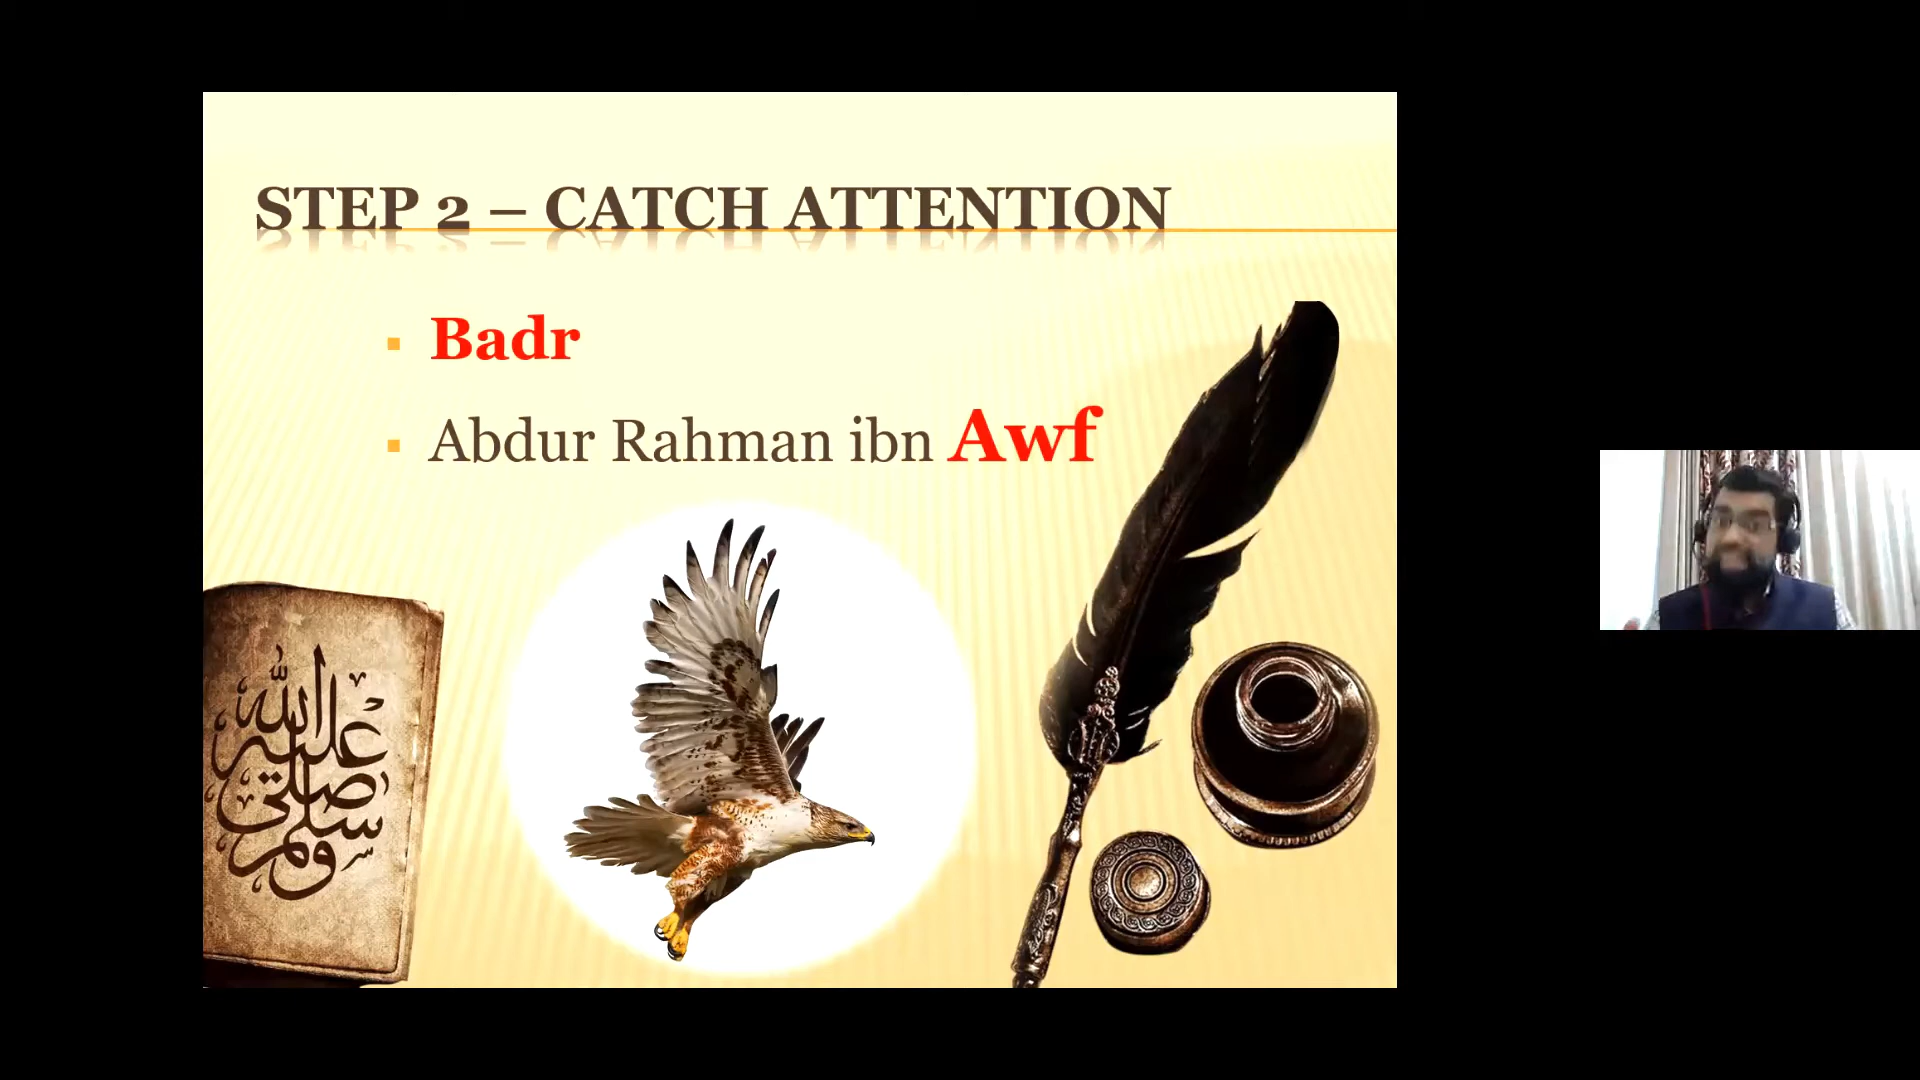 STEP 2 – CATCH ATTENTION
Badr
Abdur Rahman ibn Awf
صلى الله عليه وسلم